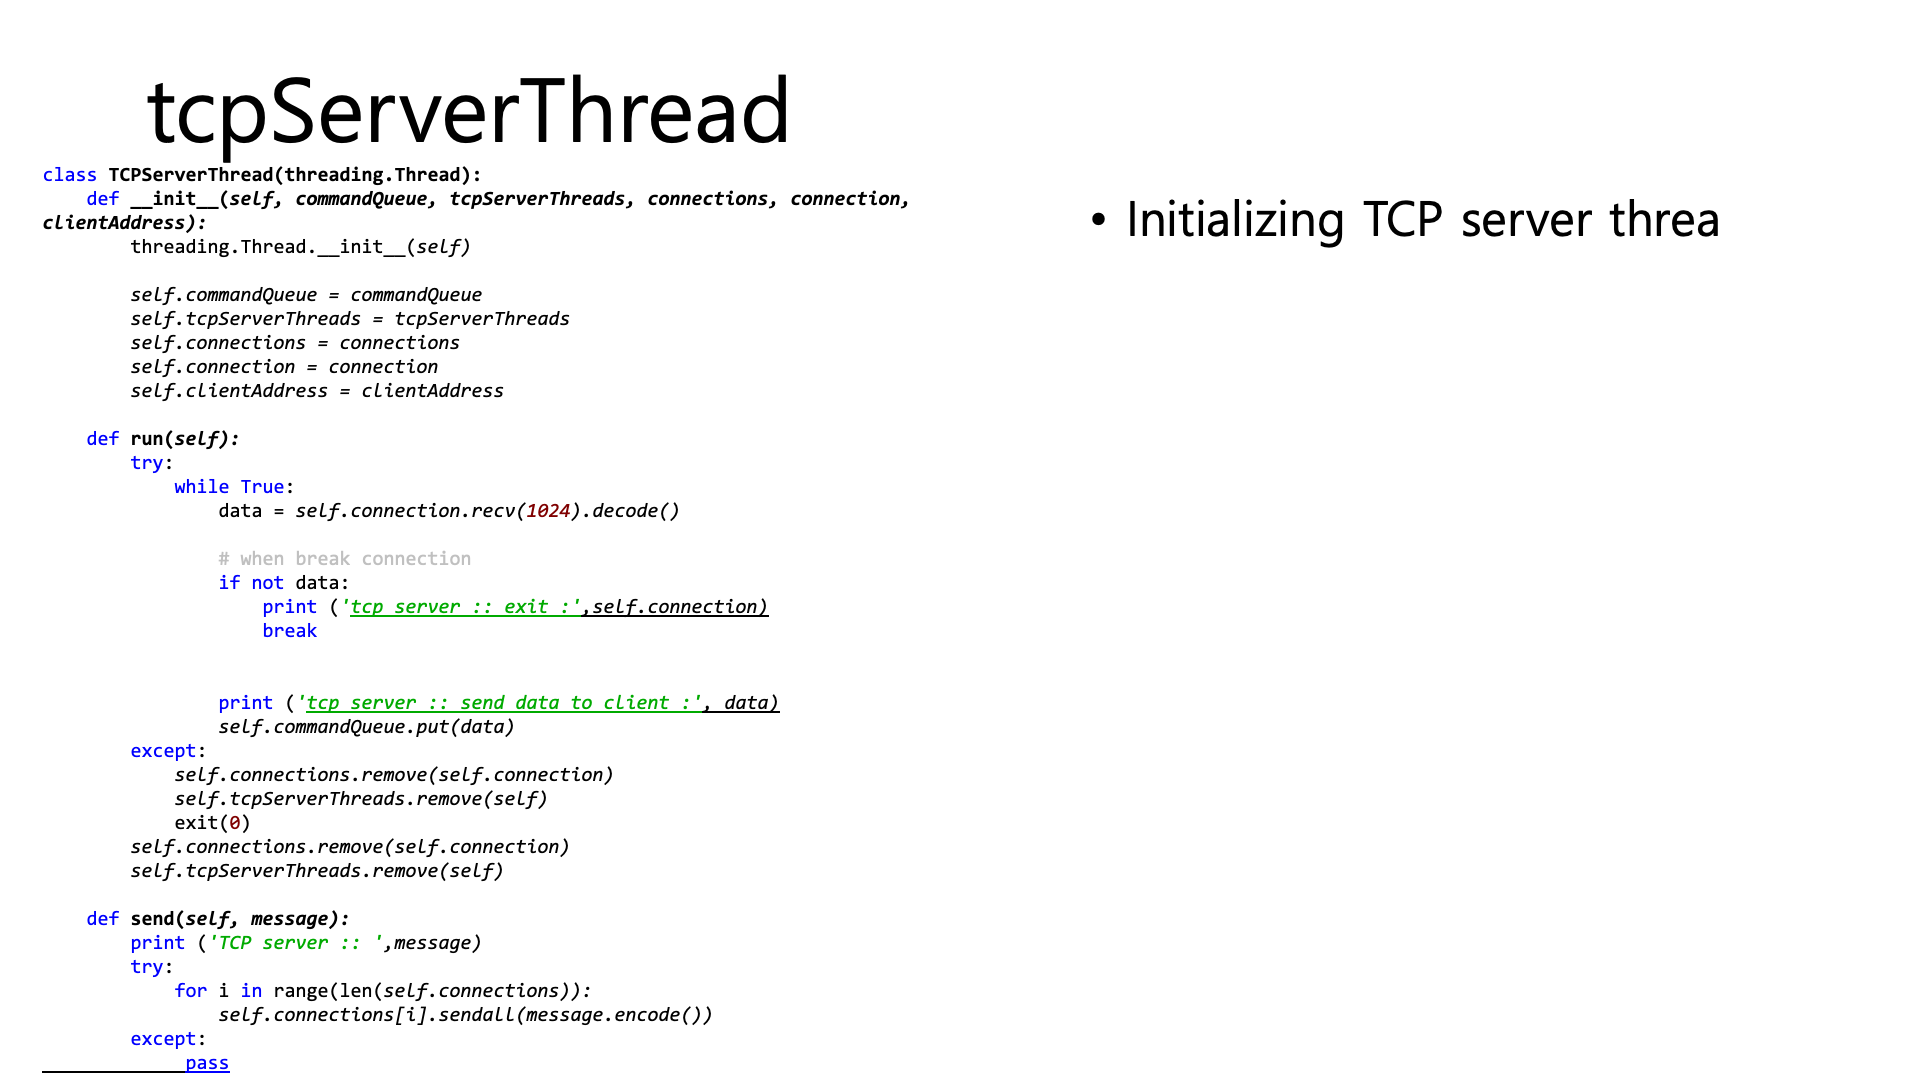 tcpServerThread
class TCPServerThread(threading.Thread):
    def __init__(self, commandQueue, tcpServerThreads, connections, connection,
clientAddress):
        threading.Thread.__init__(self)

        self.commandQueue = commandQueue
        self.tcpServerThreads = tcpServerThreads
        self.connections = connections
        self.connection = connection
        self.clientAddress = clientAddress

    def run(self):
        try:
            while True:
                data = self.connection.recv(1024).decode()

                # when break connection
                if not data:
                    print ('tcp server :: exit :',self.connection)
                    break


                print ('tcp server :: send data to client :', data)
                self.commandQueue.put(data)
        except:
            self.connections.remove(self.connection)
            self.tcpServerThreads.remove(self)
            exit(0)
        self.connections.remove(self.connection)
        self.tcpServerThreads.remove(self)

    def send(self, message):
        print ('TCP server :: ',message)
        try:
            for i in range(len(self.connections)):
                self.connections[i].sendall(message.encode())
        except:
             pass
• Initializing TCP server threa